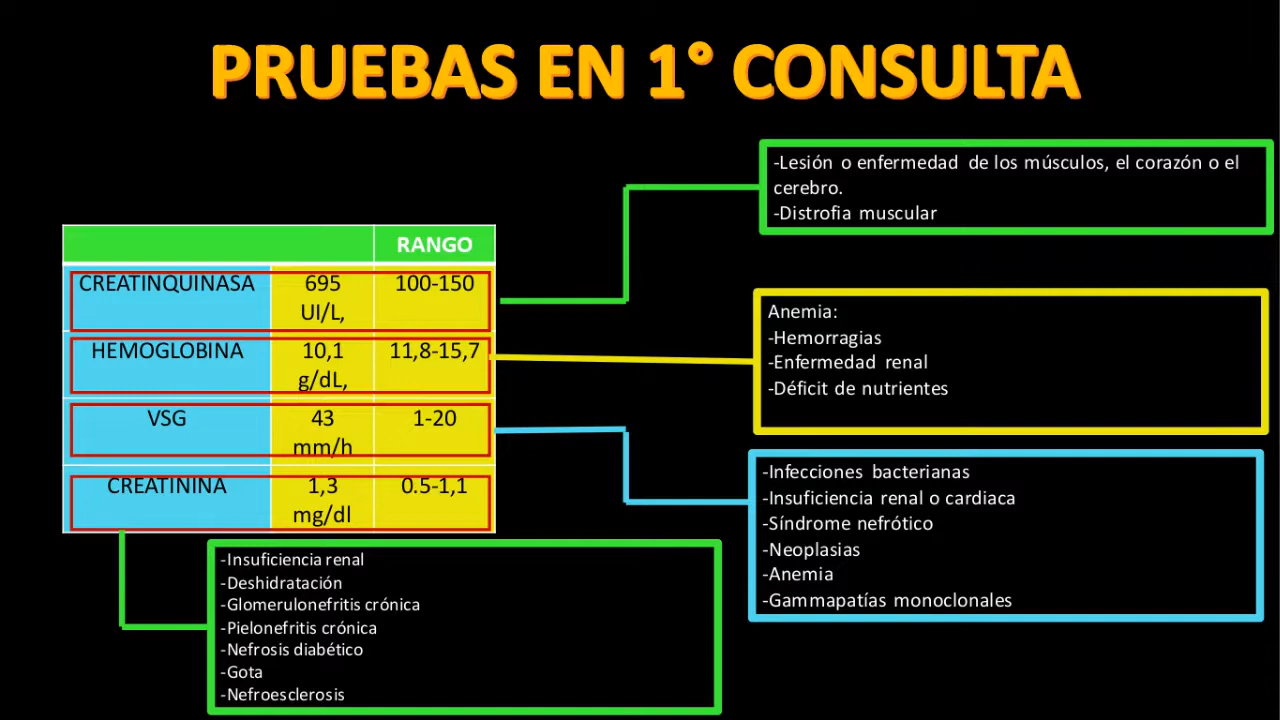 PRUEBAS EN 1° CONSULTA
-Lesión o enfermedad de los músculos, el corazón o el
cerebro.
-Distrofia muscular
RANGO
CREATINQUINASA 695 100-150
UI/L,
HEMOGLOBINA 10,1 11,8-15,7
g/dL,
VSG 43 1-20
mm/h
CREATININA 1,3 0.5-1,1
mg/dl
Anemia:
-Hemorragias
-Enfermedad renal
-Déficit de nutrientes
-Infecciones bacterianas
-Insuficiencia renal o cardiaca
-Síndrome nefrótico
-Neoplasias
-Anemia
-Gammapatías monoclonales
-Insuficiencia renal
-Deshidratación
-Glomerulonefritis crónica
-Pielonefritis crónica
-Nefrosis diabético
-Gota
-Nefroesclerosis